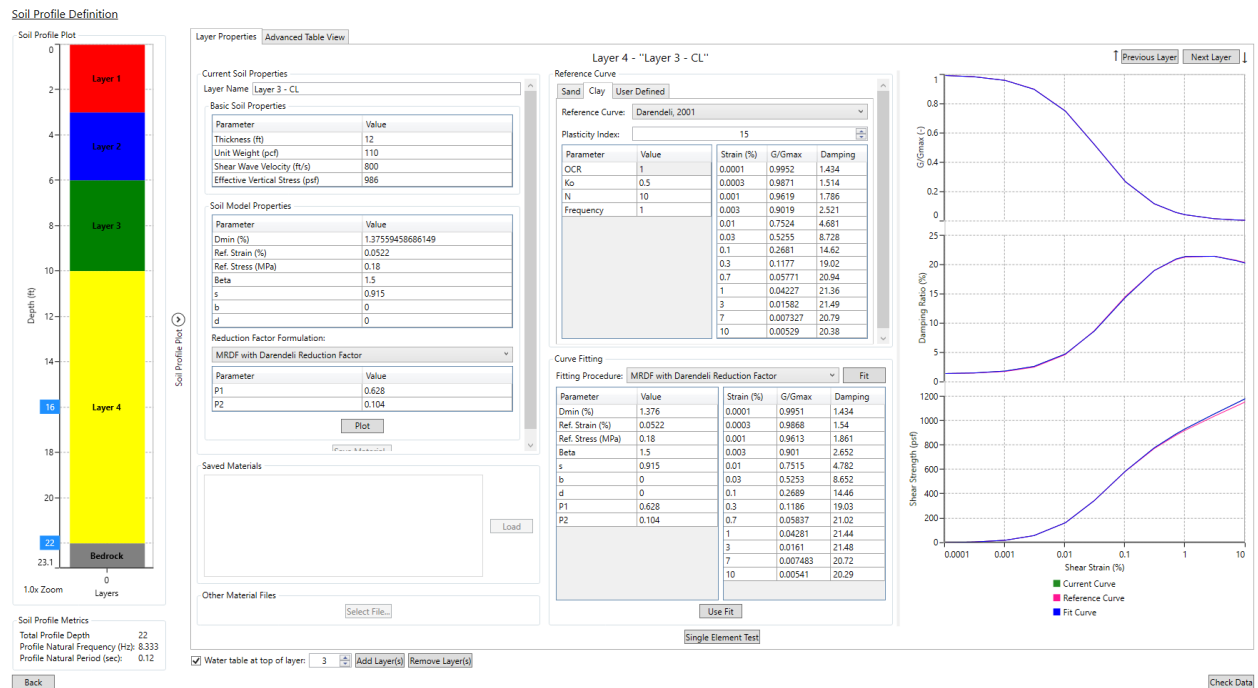 Soil Profile Definition
Soil Profile Plot
0
2
4
6
8
10
12
14
16
18
20
22
23.1
Depth (ft)
Layer 1
Layer 2
Layer 3
Layer 4
Bedrock
0
1.0x Zoom
Layers
Soil Profile Plot
Soil Profile Metrics
Total Profile Depth 22
Profile Natural Frequency (Hz): 8.333
Profile Natural Period (sec): 0.12
Back
Layer Properties Advanced Table View
Layer 4 - "Layer 3 - CL"
Previous Layer Next Layer
Current Soil Properties
Layer Name Layer 3 - CL
Basic Soil Properties
Parameter Value
Thickness (ft) 12
Unit Weight (pcf) 110
Shear Wave Velocity (ft/s) 800
Effective Vertical Stress (psf) 986
Soil Model Properties
Parameter Value
Dmin (%) 1.37559458686149
Ref. Strain (%) 0.0522
Ref. Stress (MPa) 0.18
Beta 1.5
s 0.915
b 0
d 0
Reduction Factor Formulation:
MRDF with Darendeli Reduction Factor
Parameter Value
P1 0.628
P2 0.104
Plot
Save Material
Saved Materials
Load
Other Material Files
Select File...
Reference Curve
Sand Clay User Defined
Reference Curve: Darendeli, 2001
Plasticity Index: 15
Parameter Value
OCR 1
Ko 0.5
N 10
Frequency 1
Strain (%) G/Gmax Damping
0.0001 0.9952 1.434
0.0003 0.9871 1.514
0.001 0.9619 1.786
0.003 0.9019 2.521
0.01 0.7524 4.681
0.03 0.5255 8.728
0.1 0.2681 14.62
0.3 0.1177 19.02
0.7 0.05771 20.94
1 0.04227 21.36
3 0.01582 21.49
7 0.007327 20.79
10 0.00529 20.38
Curve Fitting
Fitting Procedure: MRDF with Darendeli Reduction Factor Fit
Parameter Value
Dmin (%) 1.376
Ref. Strain (%) 0.0522
Ref. Stress (MPa) 0.18
Beta 1.5
s 0.915
b 0
d 0
P1 0.628
P2 0.104
Strain (%) G/Gmax Damping
0.0001 0.9951 1.434
0.0003 0.9868 1.54
0.001 0.9613 1.861
0.003 0.901 2.652
0.01 0.7515 4.782
0.03 0.5253 8.652
0.1 0.2689 14.46
0.3 0.1186 19.03
0.7 0.05837 21.02
1 0.04281 21.44
3 0.0161 21.48
7 0.007483 20.72
10 0.00541 20.29
Use Fit
Single Element Test
G/Gmax (-)
1
0.8
0.6
0.4
0.2
0
Damping Ratio (%)
25
20
15
10
5
0
Shear Strength (psf)
1200
1000
800
600
400
200
0
0.0001 0.001 0.01 0.1 1 10
Shear Strain (%)
Current Curve
Reference Curve
Fit Curve
Water table at top of layer: 3 Add Layer(s) Remove Layer(s)
Check Data